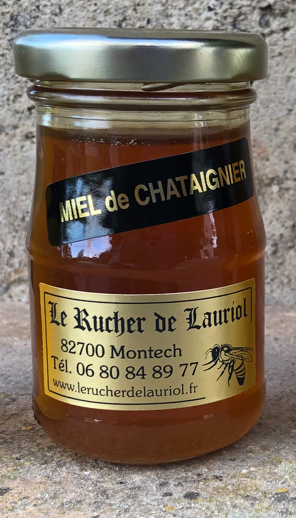 MIEL de CHATAIGNIER
Le Rucher de Lauriol
82700 Montech
Tél. 06 80 84 89 77
www.lerucherdelauriol.fr